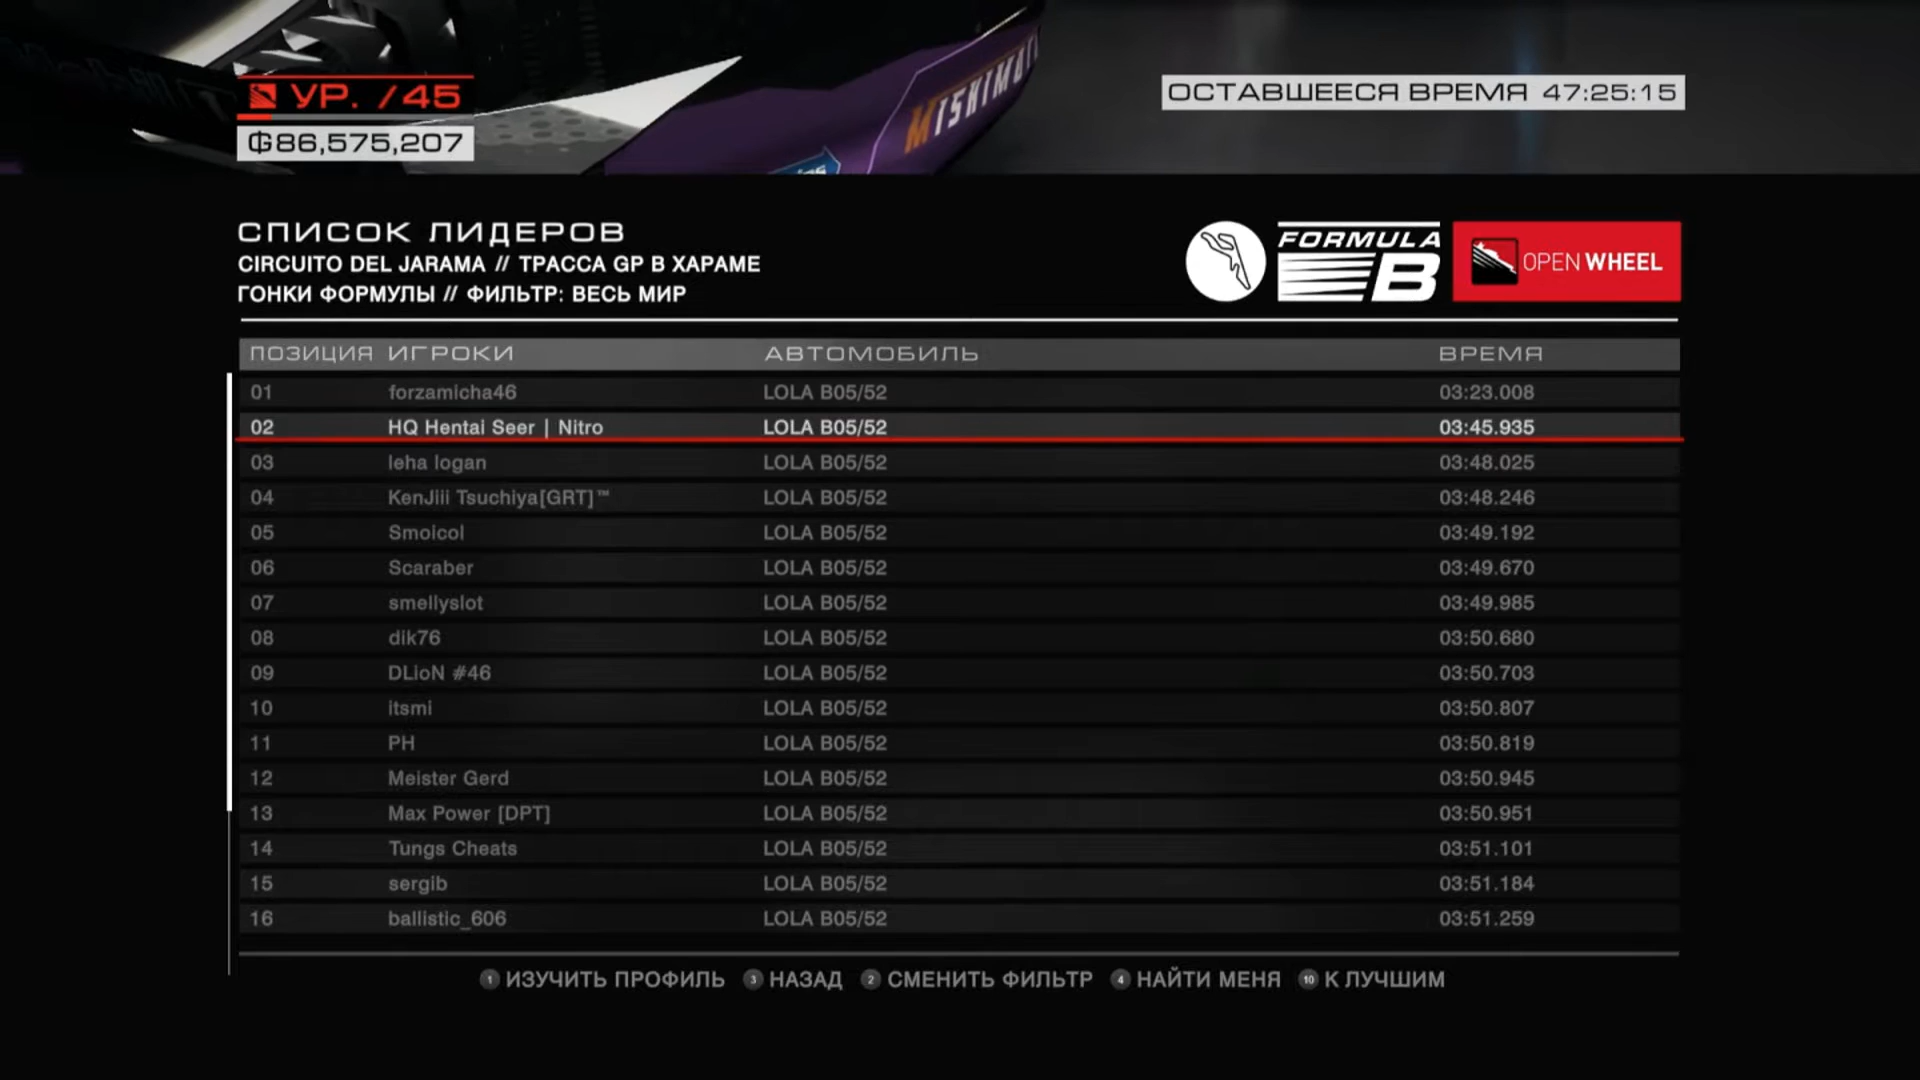 УР. /45
₲86,575,207
MISHIMOTO
ОСТАВШЕЕСЯ ВРЕМЯ 47:25:15
СПИСОК ЛИДЕРОВ
CIRCUITO DEL JARAMA // ТРАССА GP В ХАРАМЕ
ГОНКИ ФОРМУЛЫ // ФИЛЬТР: ВЕСЬ МИР
FORMULA B
OPEN WHEEL
ПОЗИЦИЯ ИГРОКИ АВТОМОБИЛЬ ВРЕМЯ
01 forzamicha46 LOLA B05/52 03:23.008
02 HQ Hentai Seer | Nitro LOLA B05/52 03:45.935
03 leha logan LOLA B05/52 03:48.025
04 KenJiii Tsuchiya[GRT]™ LOLA B05/52 03:48.246
05 Smoicol LOLA B05/52 03:49.192
06 Scaraber LOLA B05/52 03:49.670
07 smellyslot LOLA B05/52 03:49.985
08 dik76 LOLA B05/52 03:50.680
09 DLioN #46 LOLA B05/52 03:50.703
10 itsmi LOLA B05/52 03:50.807
11 PH LOLA B05/52 03:50.819
12 Meister Gerd LOLA B05/52 03:50.945
13 Max Power [DPT] LOLA B05/52 03:50.951
14 Tungs Cheats LOLA B05/52 03:51.101
15 sergib LOLA B05/52 03:51.184
16 ballistic_606 LOLA B05/52 03:51.259
1 ИЗУЧИТЬ ПРОФИЛЬ 3 НАЗАД 2 СМЕНИТЬ ФИЛЬТР 4 НАЙТИ МЕНЯ 10 К ЛУЧШИМ